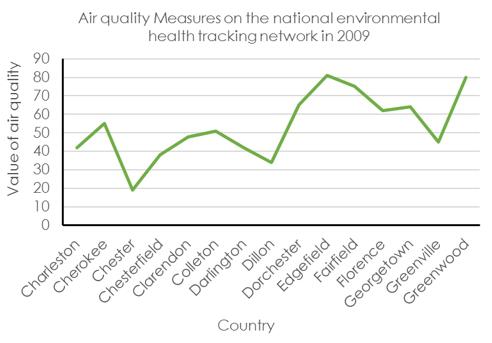 Air quality Measures on the national environmental
health tracking network in 2009
Value of air quality
90
80
70
60
50
40
30
20
10
0
Charleston
Cherokee
Chester
Chesterfield
Clarendon
Colleton
Darlington
Dillon
Dorchester
Edgefield
Fairfield
Florence
Georgetown
Greenville
Greenwood
Country